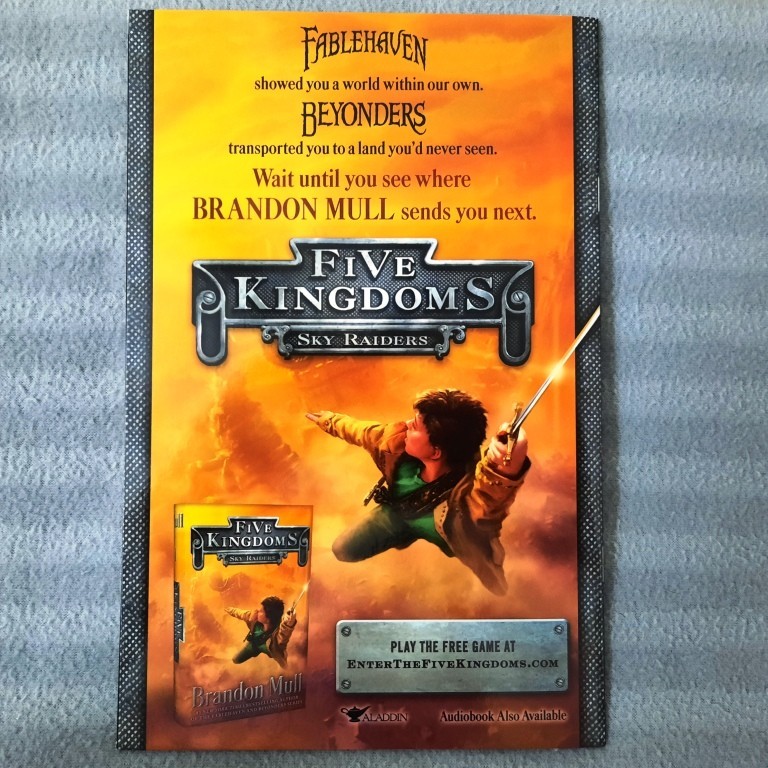 FABLEHAVEN
showed you a world within our own.
BEYONDERS
transported you to a land you'd never seen.
Wait until you see where
BRANDON MULL sends you next.
FiVE
KINGDOMS
SKY RAIDERS
FiVE
KINGDOMS
SKY RAIDERS
Brandon Mull
PLAY THE FREE GAME AT
ENTERTHEFIVEKINGDOMS.COM
ALADDIN
Audiobook Also Available